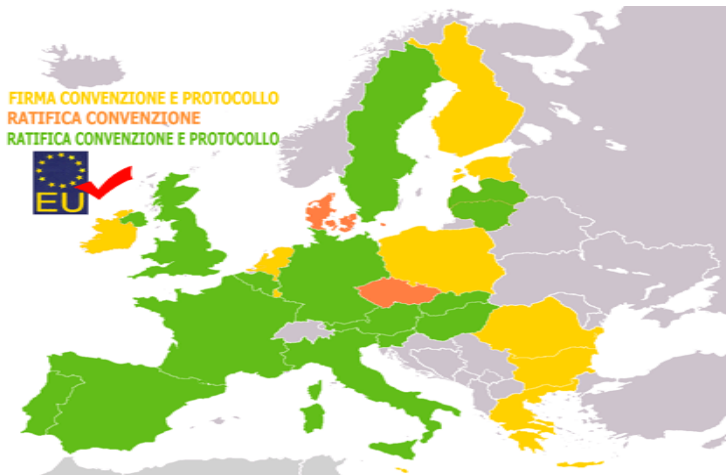 FIRMA CONVENZIONE E PROTOCOLLO
RATIFICA CONVENZIONE
RATIFICA CONVENZIONE E PROTOCOLLO
EU